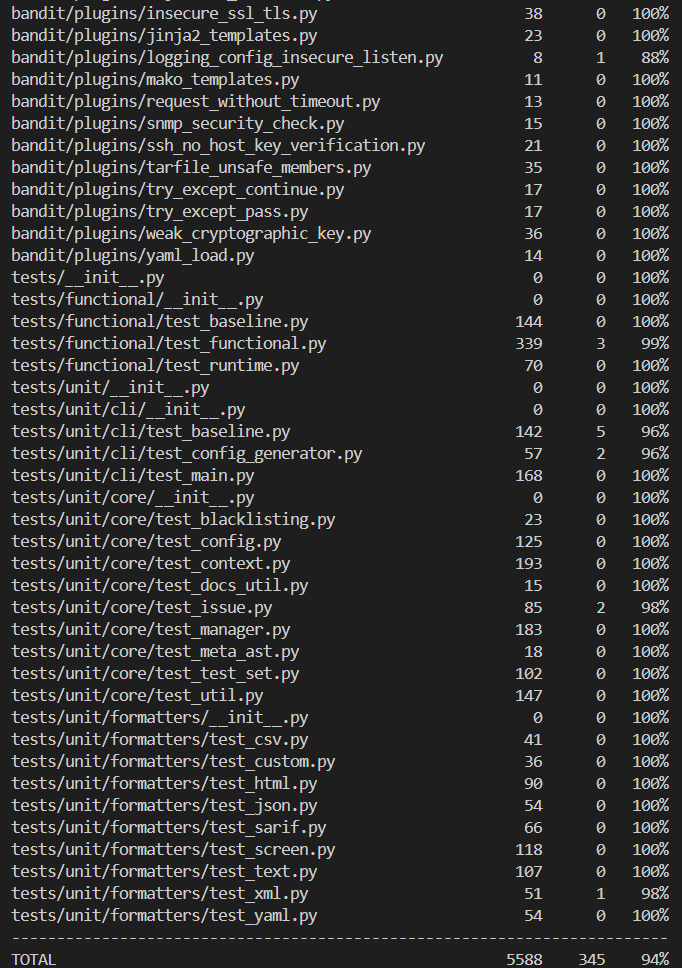 bandit/plugins/insecure_ssl_tls.py 38 0 100%
bandit/plugins/jinja2_templates.py 23 0 100%
bandit/plugins/logging_config_insecure_listen.py 8 1 88%
bandit/plugins/mako_templates.py 11 0 100%
bandit/plugins/request_without_timeout.py 13 0 100%
bandit/plugins/snmp_security_check.py 15 0 100%
bandit/plugins/ssh_no_host_key_verification.py 21 0 100%
bandit/plugins/tarfile_unsafe_members.py 35 0 100%
bandit/plugins/try_except_continue.py 17 0 100%
bandit/plugins/try_except_pass.py 17 0 100%
bandit/plugins/weak_cryptographic_key.py 36 0 100%
bandit/plugins/yaml_load.py 14 0 100%
tests/__init__.py 0 0 100%
tests/functional/__init__.py 0 0 100%
tests/functional/test_baseline.py 144 0 100%
tests/functional/test_functional.py 339 3 99%
tests/functional/test_runtime.py 70 0 100%
tests/unit/__init__.py 0 0 100%
tests/unit/cli/__init__.py 0 0 100%
tests/unit/cli/test_baseline.py 142 5 96%
tests/unit/cli/test_config_generator.py 57 2 96%
tests/unit/cli/test_main.py 168 0 100%
tests/unit/core/__init__.py 0 0 100%
tests/unit/core/test_blacklisting.py 23 0 100%
tests/unit/core/test_config.py 125 0 100%
tests/unit/core/test_context.py 193 0 100%
tests/unit/core/test_docs_util.py 15 0 100%
tests/unit/core/test_issue.py 85 2 98%
tests/unit/core/test_manager.py 183 0 100%
tests/unit/core/test_meta_ast.py 18 0 100%
tests/unit/core/test_test_set.py 102 0 100%
tests/unit/core/test_util.py 147 0 100%
tests/unit/formatters/__init__.py 0 0 100%
tests/unit/formatters/test_csv.py 41 0 100%
tests/unit/formatters/test_custom.py 36 0 100%
tests/unit/formatters/test_html.py 90 0 100%
tests/unit/formatters/test_json.py 54 0 100%
tests/unit/formatters/test_sarif.py 66 0 100%
tests/unit/formatters/test_screen.py 118 0 100%
tests/unit/formatters/test_text.py 107 0 100%
tests/unit/formatters/test_xml.py 51 1 98%
tests/unit/formatters/test_yaml.py 54 0 100%
-------------------------------------------------------------------------
TOTAL 5588 345 94%